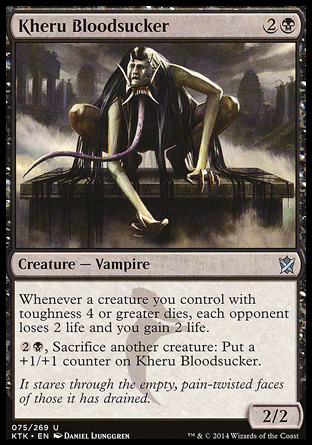 Kheru Bloodsucker 2
Creature — Vampire
Whenever a creature you control with
toughness 4 or greater dies, each opponent
loses 2 life and you gain 2 life.
2, Sacrifice another creature: Put a
+1/+1 counter on Kheru Bloodsucker.
It stares through the empty, pain-twisted faces
of those it has drained.
2/2
075/269 U
KTK • EN Daniel Ljunggren
™ & © 2014 Wizards of the Coast